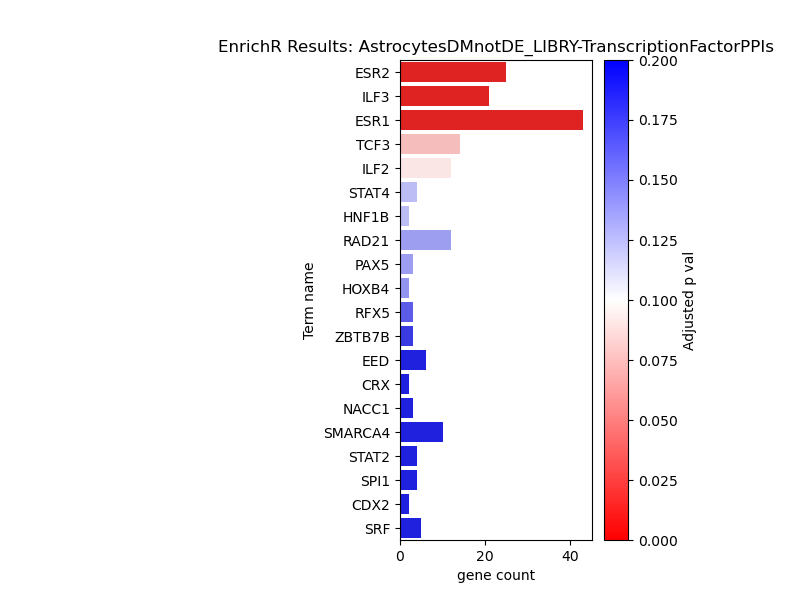 EnrichR Results: AstrocytesDMnotDE_LIBRY-TranscriptionFactorPPIs
Term name
ESR2
ILF3
ESR1
TCF3
ILF2
STAT4
HNF1B
RAD21
PAX5
HOXB4
RFX5
ZBTB7B
EED
CRX
NACC1
SMARCA4
STAT2
SPI1
CDX2
SRF
0 20 40
gene count
0.200
0.175
0.150
0.125
0.100
0.075
0.050
0.025
0.000
Adjusted p val